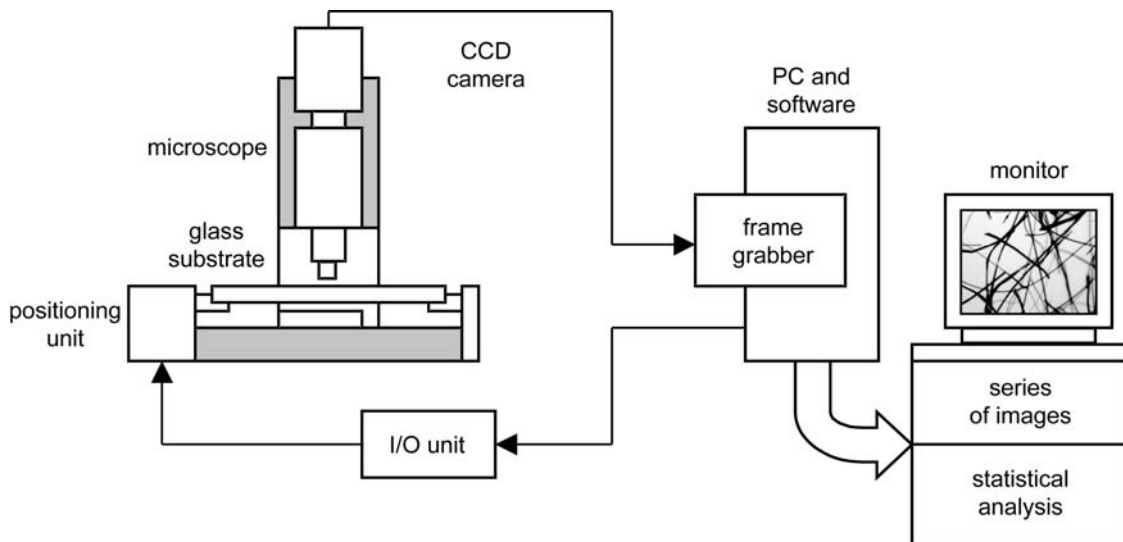 CCD
camera
PC and
software
microscope
monitor
glass
substrate
frame
grabber
positioning
unit
I/O unit
series
of images
statistical
analysis